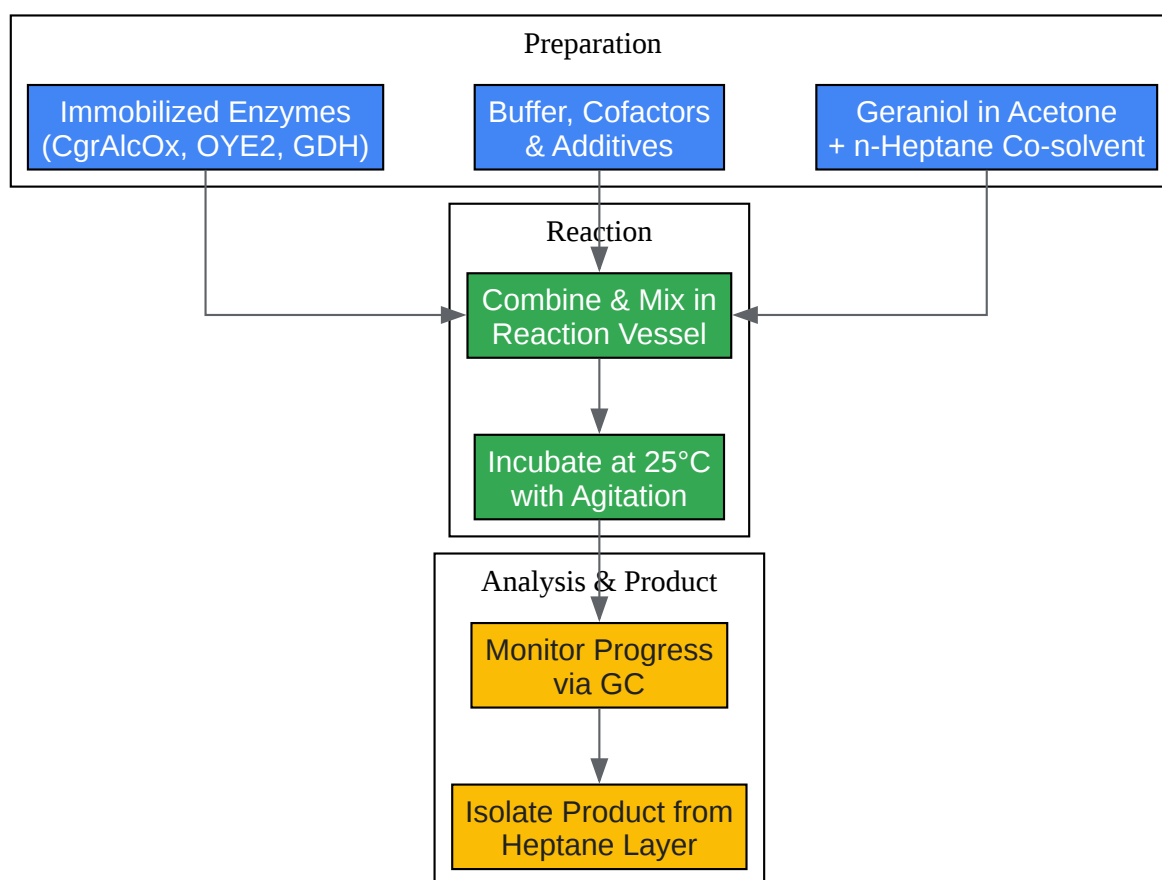 Preparation
Immobilized Enzymes
(CgrAlcOx, OYE2, GDH)
Buffer, Cofactors
& Additives
Geraniol in Acetone
+ n-Heptane Co-solvent
Reaction
Combine & Mix in
Reaction Vessel
Incubate at 25°C
with Agitation
Analysis & Product
Monitor Progress
via GC
Isolate Product from
Heptane Layer